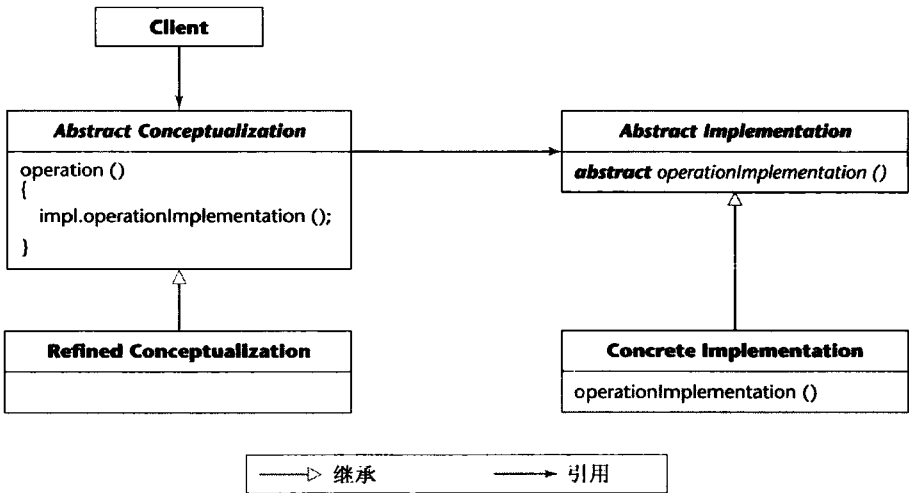 Client
Abstract Conceptualization
operation ()
{
impl.operationImplementation ();
}
Abstract Implementation
abstract operationImplementation ()
Refined Conceptualization
Concrete Implementation
operationImplementation ()
继承
引用